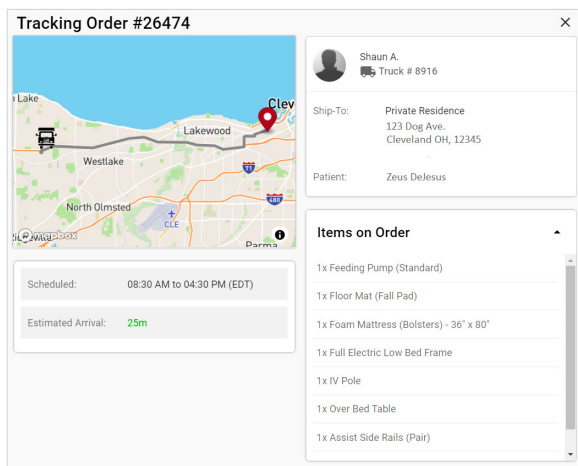 Tracking Order #26474
Lake
Clev
Lakewood
Westlake
71
North Olmsted
480
CLE
mapbox
Parma
Scheduled: 08:30 AM to 04:30 PM (EDT)
Estimated Arrival: 25m
Shaun A.
Truck # 8916
Ship-To: Private Residence
123 Dog Ave.
Cleveland OH, 12345
Patient: Zeus DeJesus
Items on Order
1x Feeding Pump (Standard)
1x Floor Mat (Fall Pad)
1x Foam Mattress (Bolsters) - 36" x 80"
1x Full Electric Low Bed Frame
1x IV Pole
1x Over Bed Table
1x Assist Side Rails (Pair)